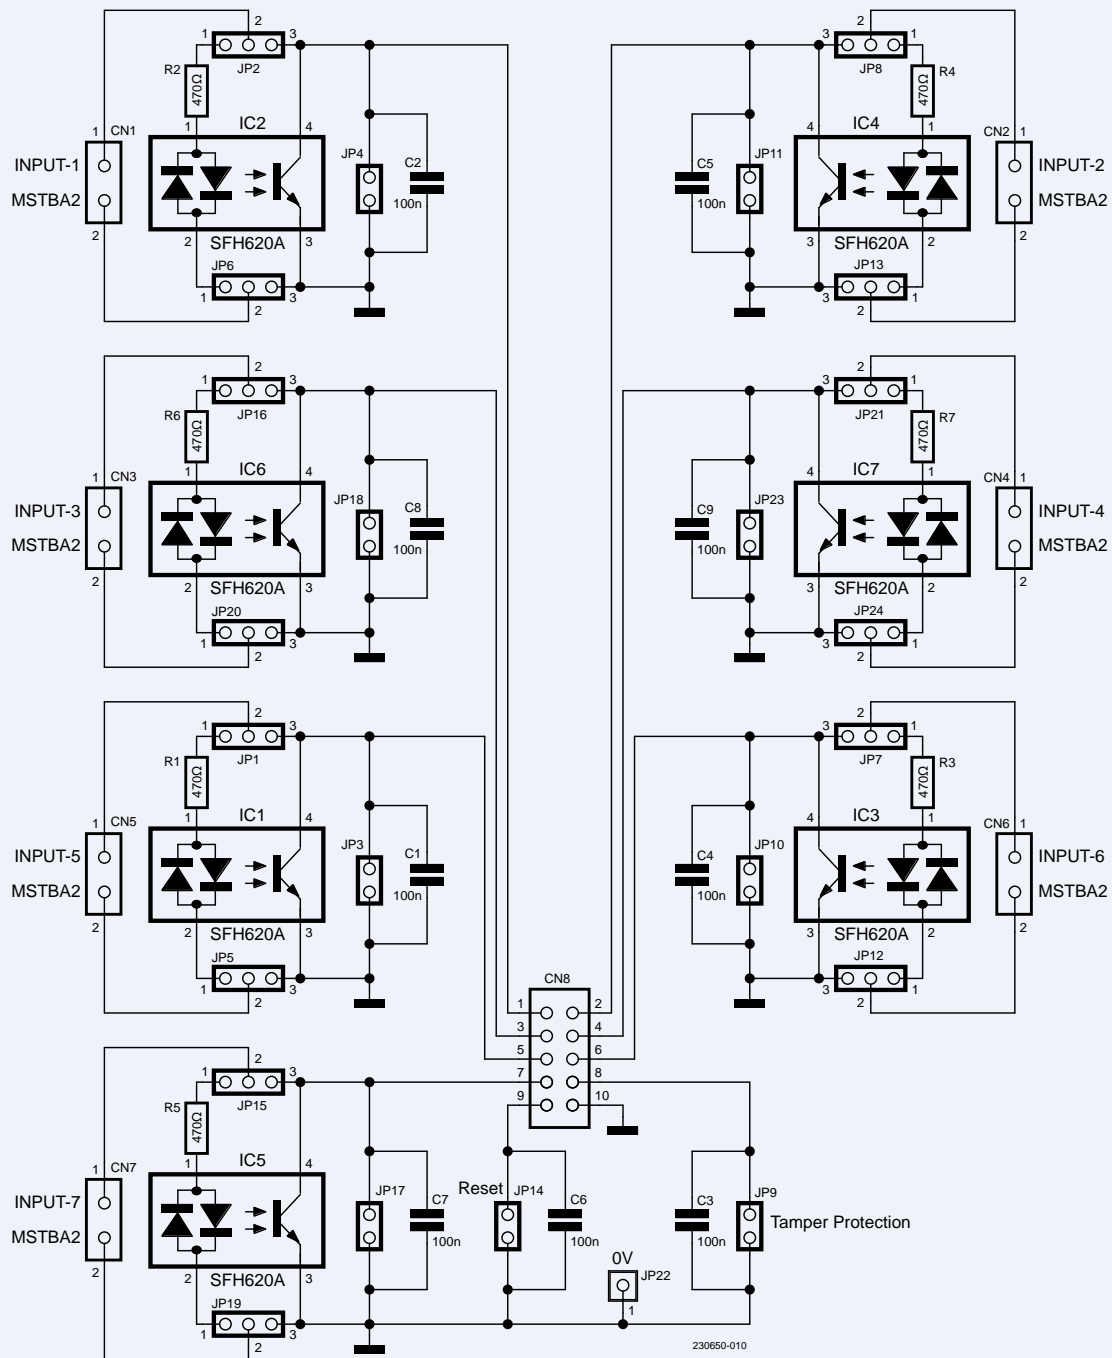 2 2
1 3 3 1
JP2 JP8
R2 470Ω R4 470Ω
1 CN1 1 IC2 4 4 IC4 1 CN2 1
INPUT-1 JP4 C2 100n C5 100n JP11 INPUT-2
MSTBA2 MSTBA2
2 2 SFH620A 3 3 SFH620A 2 2
JP6 JP13
1 3 3 1
2 2
2 2
1 3 3 1
JP16 JP21
R6 470Ω R7 470Ω
1 CN3 1 IC6 4 4 IC7 1 CN4 1
INPUT-3 JP18 C8 100n C9 100n JP23 INPUT-4
MSTBA2 MSTBA2
2 2 SFH620A 3 3 SFH620A 2 2
JP20 JP24
1 3 3 1
2 2
2 2
1 3 3 1
JP1 JP7
R1 470Ω R3 470Ω
1 CN5 1 IC1 4 4 IC3 1 CN6 1
INPUT-5 JP3 C1 100n C4 100n JP10 INPUT-6
MSTBA2 MSTBA2
2 2 SFH620A 3 3 SFH620A 2 2
JP5 JP12
1 3 3 1
2 2
CN8
1 2
3 4
5 6
7 8
9 10
2
1 3
JP15
R5 470Ω
1 CN7 1 IC5 4
INPUT-7 JP17 C7 100n Reset JP14 C6 100n C3 100n JP9
MSTBA2 Tamper Protection
2 2 SFH620A 3
0V
JP22
1
JP19
1 3
2
230650-010